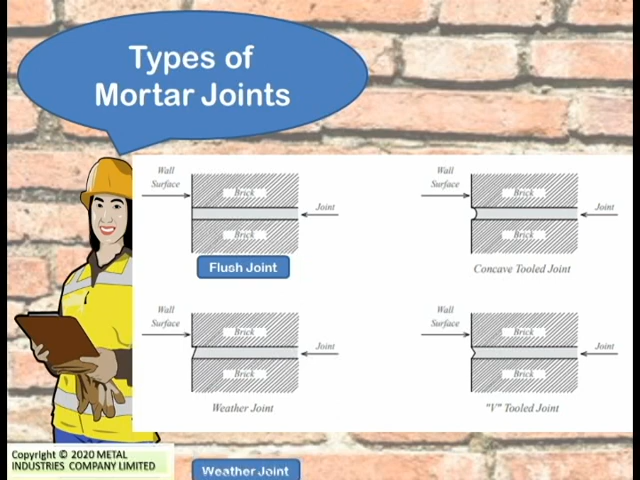 Types of
Mortar Joints
Wall
Surface
Brick
Joint
Brick
Flush Joint
Wall
Surface
Brick
Joint
Brick
Concave Tooled Joint
Wall
Surface
Brick
Joint
Brick
Weather Joint
Wall
Surface
Brick
Joint
Brick
"V" Tooled Joint
Copyright © 2020 METAL
INDUSTRIES COMPANY LIMITED
Weather Joint